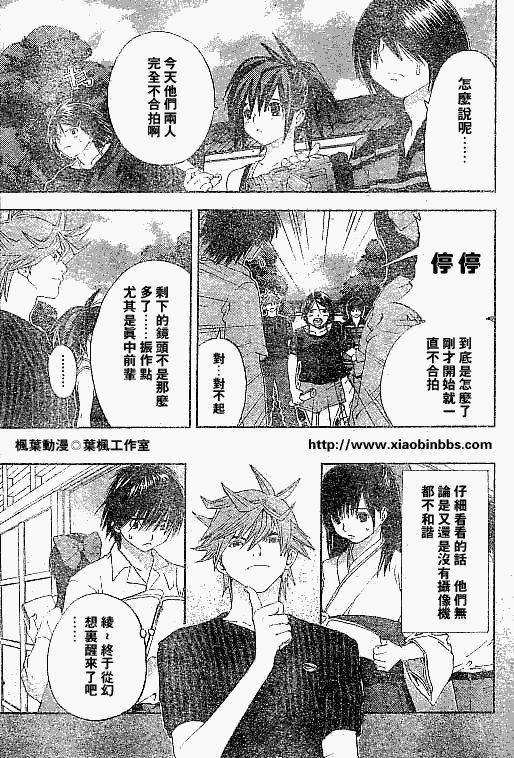 怎麼說呢……
今天他們兩人
完全不合拍啊
停停
到底是怎麼了
剛才開始就一
直不合拍
對…對不起
剩下的鏡頭不是那麼
多了……振作點
尤其是真中前輩
………
楓葉動漫◎葉楓工作室
http://www.xiaobinbbs.com
仔細看看的話 他們無
論是又還是沒有攝像機
都不和諧
綾~終于從幻
想裏醒來了吧
……